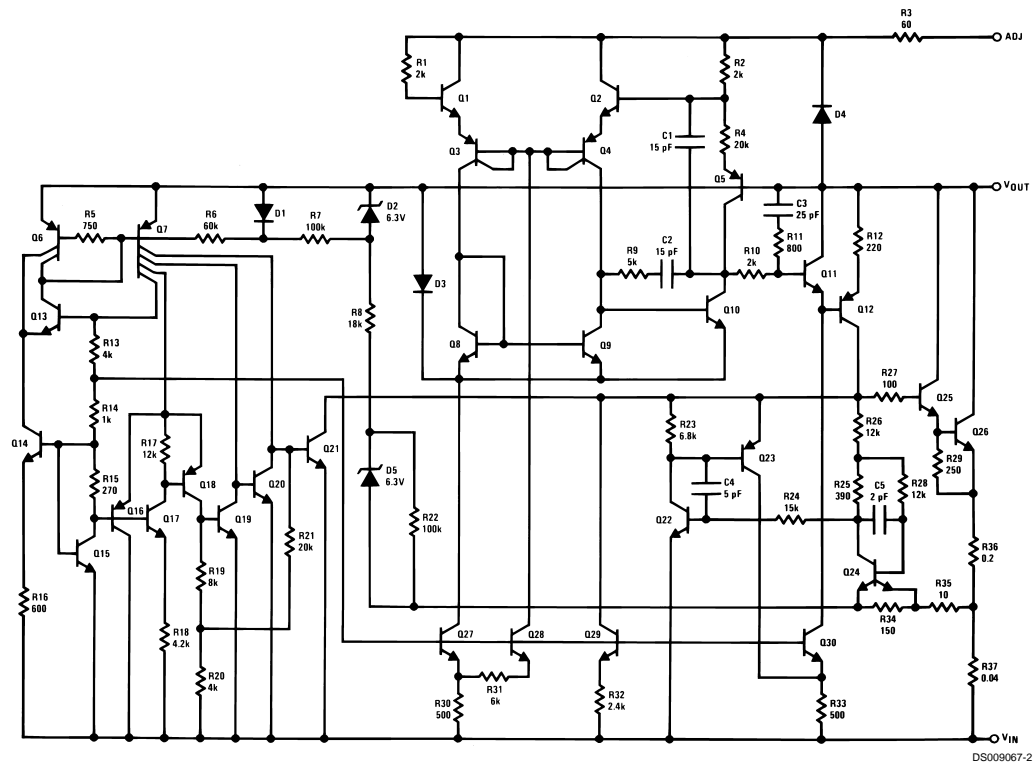 R3
60
ADJ
R1
2k
Q1
Q2
R2
2k
D4
C1
15 pF
R4
20k
Q3
Q4
Q5
VOUT
R5
750
Q6
Q7
R6
60k
D1
R7
100k
D2
6.3V
C3
25 pF
R11
800
R12
220
R9
5k
C2
15 pF
R10
2k
Q11
D3
Q13
R8
18k
Q10
Q12
R13
4k
Q8
Q9
R27
100
Q25
R14
1k
Q14
R17
12k
Q21
R23
6.8k
Q23
R26
12k
Q26
R15
270
Q18
D5
6.3V
R29
250
Q16
Q17
Q20
C4
5 pF
R25
390
C5
2 pF
R28
12k
Q19
R22
100k
Q22
R24
15k
R21
20k
Q15
R36
0.2
R19
8k
Q24
R35
10
R16
600
R34
150
R18
4.2k
Q27
Q28
Q29
Q30
R20
4k
R31
6k
R37
0.04
R30
500
R32
2.4k
R33
500
VIN
DS009067-2